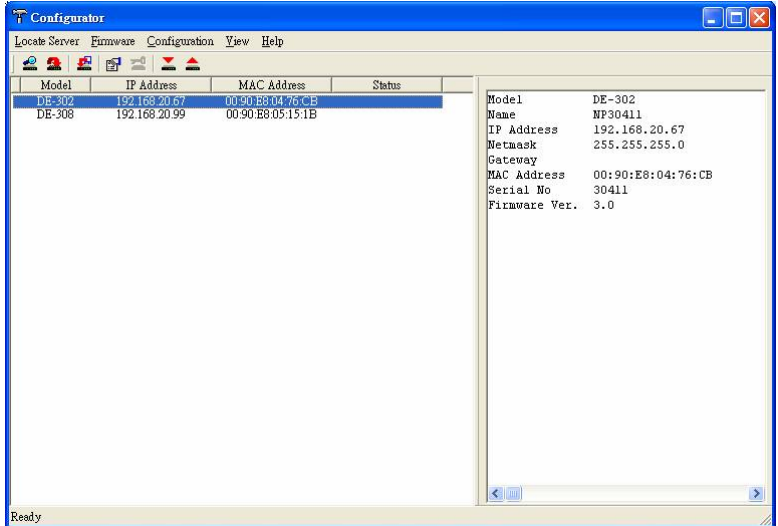 Configurator
Locate Server Firmware Configuration View Help
Model IP Address MAC Address Status
DE-302 192.168.20.67 00:90:E8:04:76:CB
DE-308 192.168.20.99 00:90:E8:05:15:1B
Model DE-302
Name NP30411
IP Address 192.168.20.67
Netmask 255.255.255.0
Gateway
MAC Address 00:90:E8:04:76:CB
Serial No 30411
Firmware Ver. 3.0
Ready